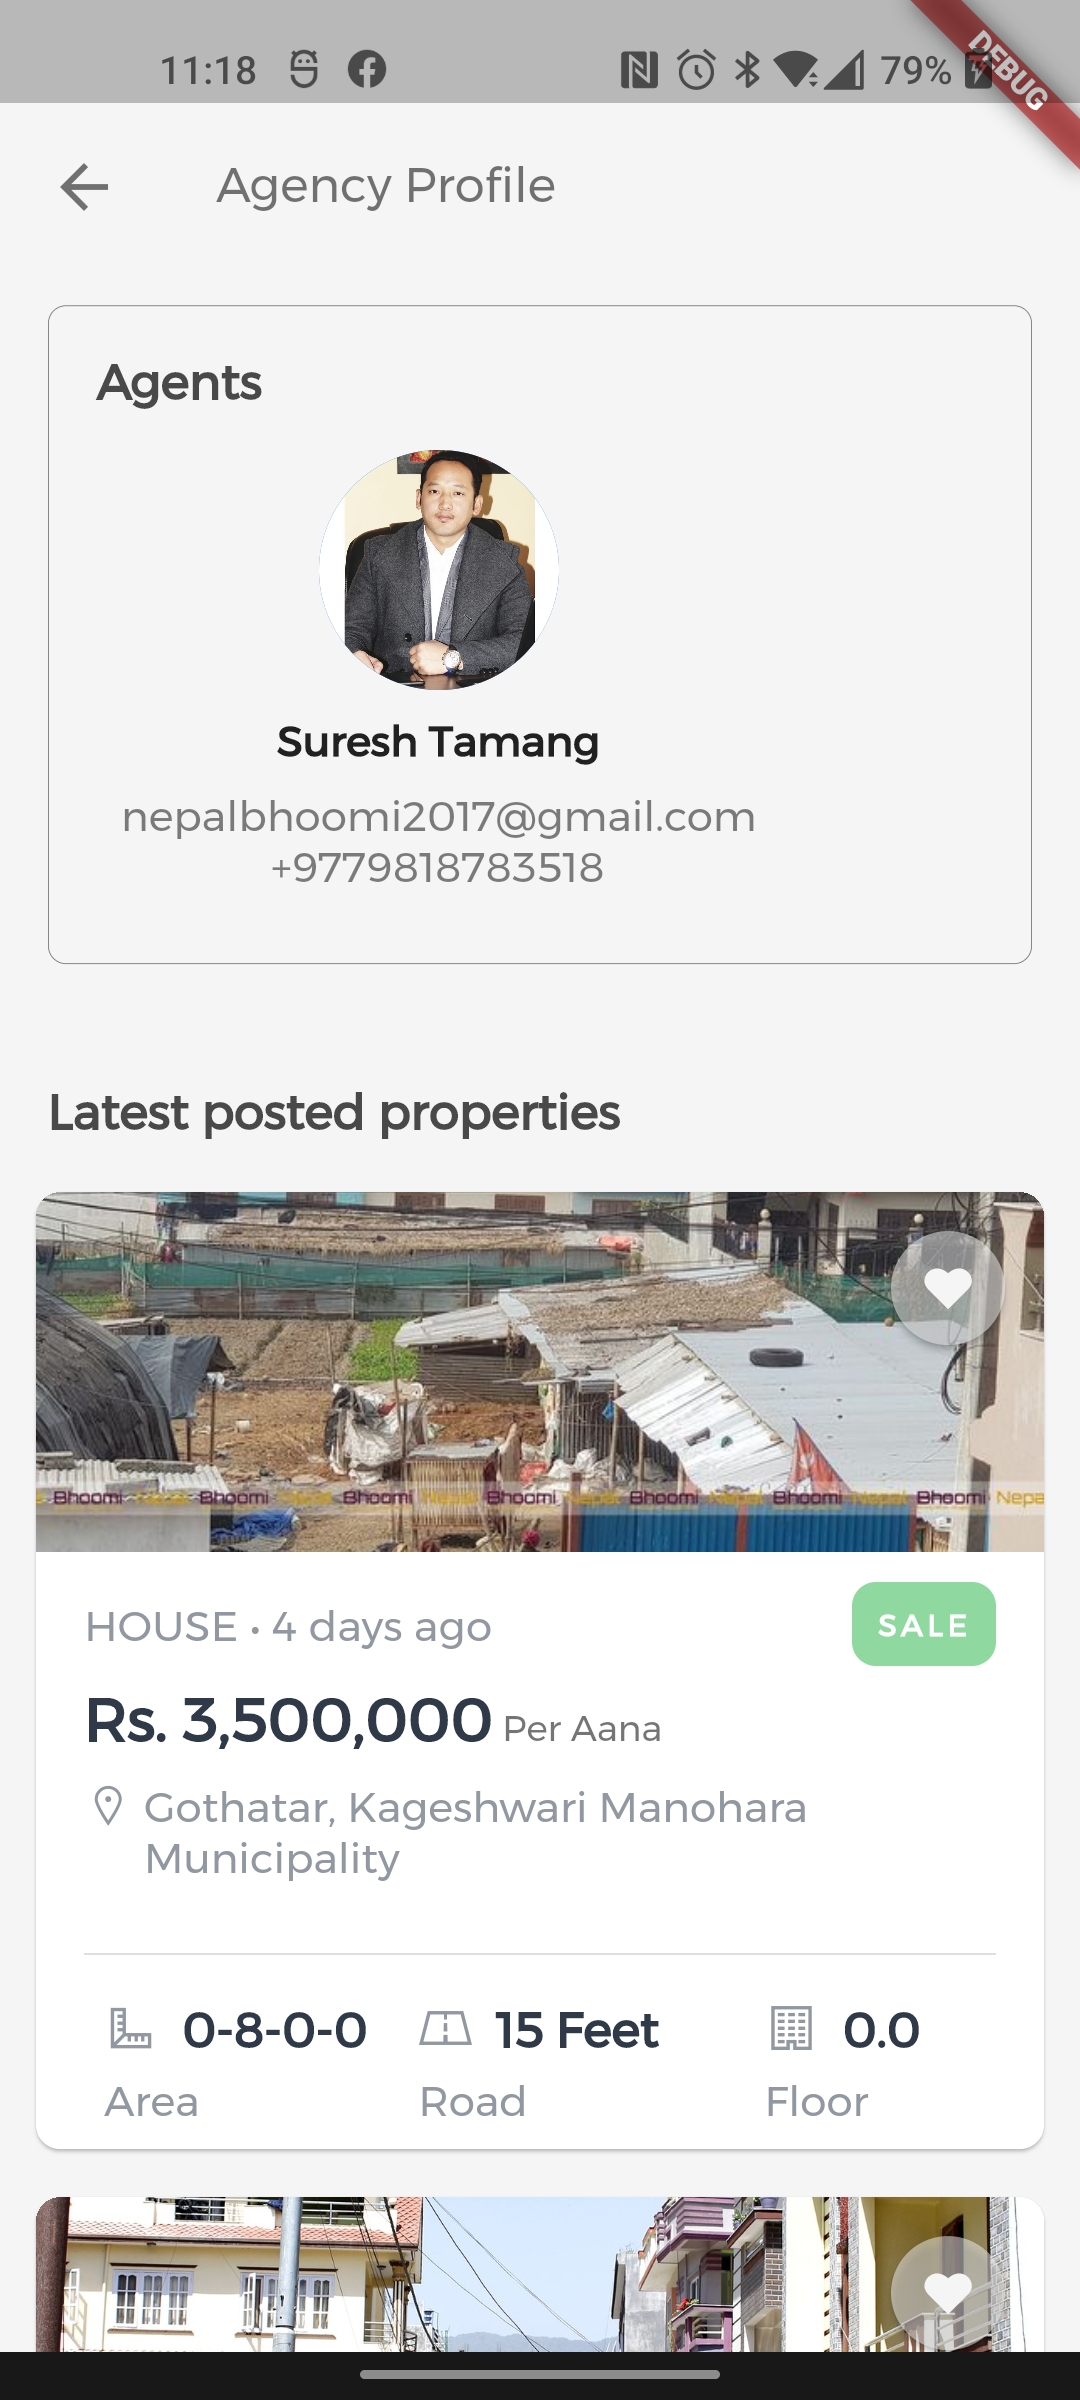 11:18
79%
DEBUG
Agency Profile
Agents
Suresh Tamang
nepalbhoomi2017@gmail.com
+9779818783518
Latest posted properties
Bhoomi Nepal Bhoomi Nepal Bhoomi Nepal Bhoomi Nepal Bhoomi Nepal Bhoomi Nepal Bhoomi Nepa
HOUSE • 4 days ago
SALE
Rs. 3,500,000 Per Aana
Gothatar, Kageshwari Manohara
Municipality
0-8-0-0 15 Feet 0.0
Area Road Floor